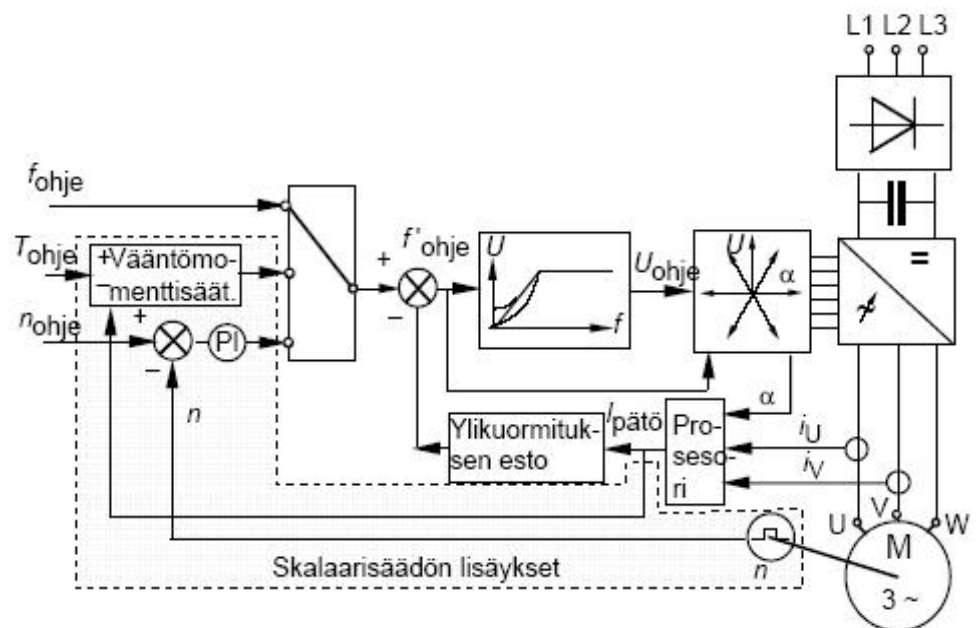 L1 L2 L3
f ohje
T ohje
+ Vääntömo-
– menttisäät.
n ohje
+
–
PI
n
+
–
f' ohje
U
f
U ohje
U
α
=
α
I pätö
Ylikuormituk-
sen esto
Pro-
sesso-
ri
i U
i V
U
V
W
M
3 ~
n
Skalaarisäädön lisäykset